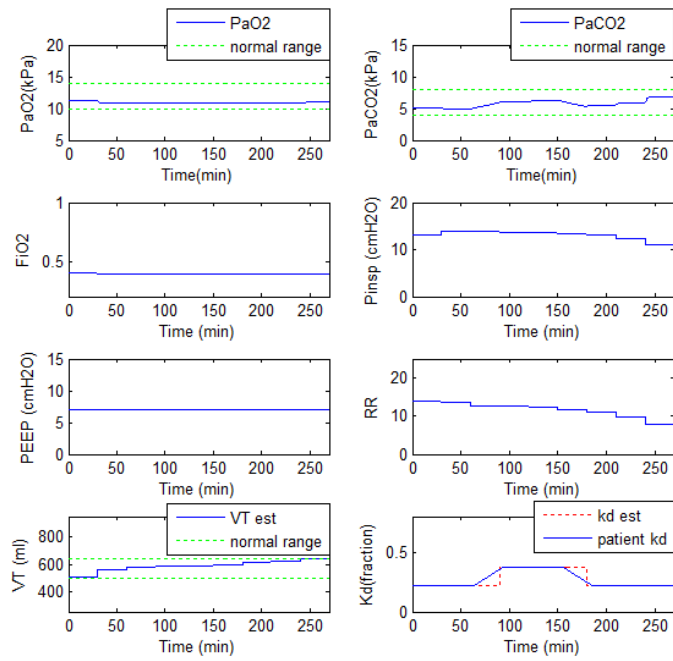 PaO2
normal range
PaO2(kPa)
20
15
10
5
0 50 100 150 200 250
Time(min)
PaCO2
normal range
PaCO2(kPa)
15
10
5
0
0 50 100 150 200 250
Time(min)
FiO2
1
0.5
0 50 100 150 200 250
Time (min)
Pinsp (cmH2O)
20
10
0
0 50 100 150 200 250
Time (min)
PEEP (cmH2O)
15
10
5
0
0 50 100 150 200 250
Time (min)
RR
20
10
0
0 50 100 150 200 250
Time (min)
VT est
normal range
VT (ml)
800
600
400
0 50 100 150 200 250
Time (min)
kd est
patient kd
Kd(fraction)
0.5
0
0 50 100 150 200 250
Time (min)